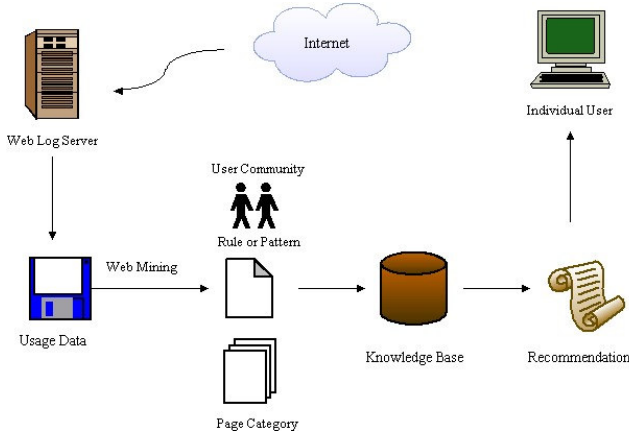 Internet
Web Log Server
Individual User
User Community
Rule or Pattern
Web Mining
Usage Data
Knowledge Base
Recommendation
Page Category